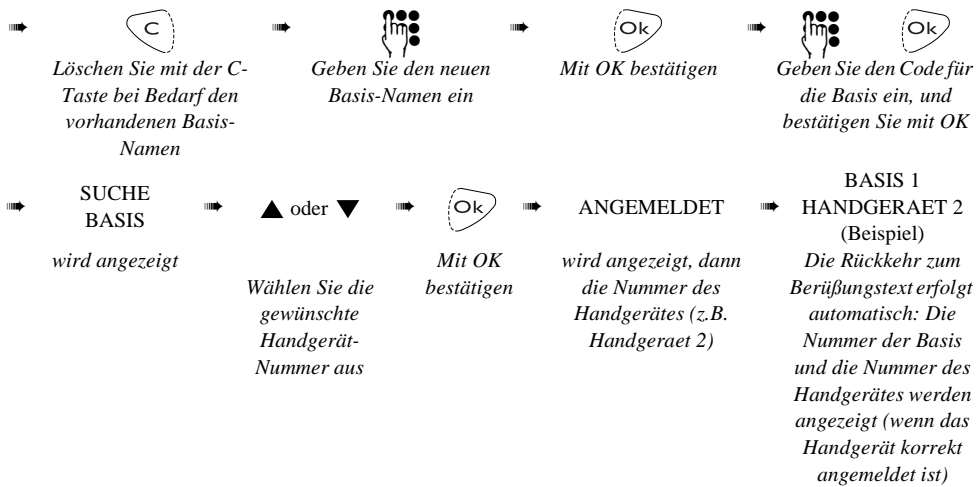 C
Löschen Sie mit der C-
Taste bei Bedarf den
vorhandenen Basis-
Namen
Geben Sie den neuen
Basis-Namen ein
Ok
Mit OK bestätigen
Ok
Geben Sie den Code für
die Basis ein, und
bestätigen Sie mit OK
SUCHE
BASIS
wird angezeigt
▲ oder ▼
Wählen Sie die
gewünschte
Handgerät-
Nummer aus
Ok
Mit OK
bestätigen
ANGEMELDET
wird angezeigt, dann
die Nummer des
Handgerätes (z.B.
Handgeraet 2)
BASIS 1
HANDGERAET 2
(Beispiel)
Die Rückkehr zum
Berüßungstext erfolgt
automatisch: Die
Nummer der Basis
und die Nummer des
Handgerätes werden
angezeigt (wenn das
Handgerät korrekt
angemeldet ist)